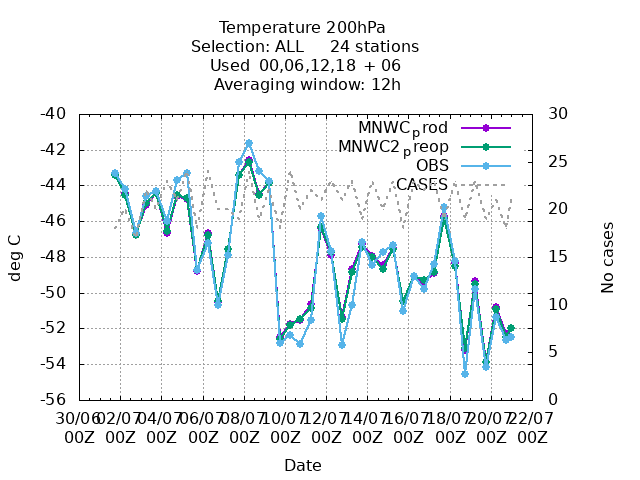 Temperature 200hPa
Selection: ALL 24 stations
Used 00,06,12,18 + 06
Averaging window: 12h
-40 30
MNWCprod
MNWC2preop
-42 25
OBS
CASES
-44
-46 20
-48 15
-50 10
-52
-54 5
-56 0
deg C
No cases
30/06 02/07 04/07 06/07 08/07 10/07 12/07 14/07 16/07 18/07 20/07 22/07
00Z 00Z 00Z 00Z 00Z 00Z 00Z 00Z 00Z 00Z 00Z 00Z
Date